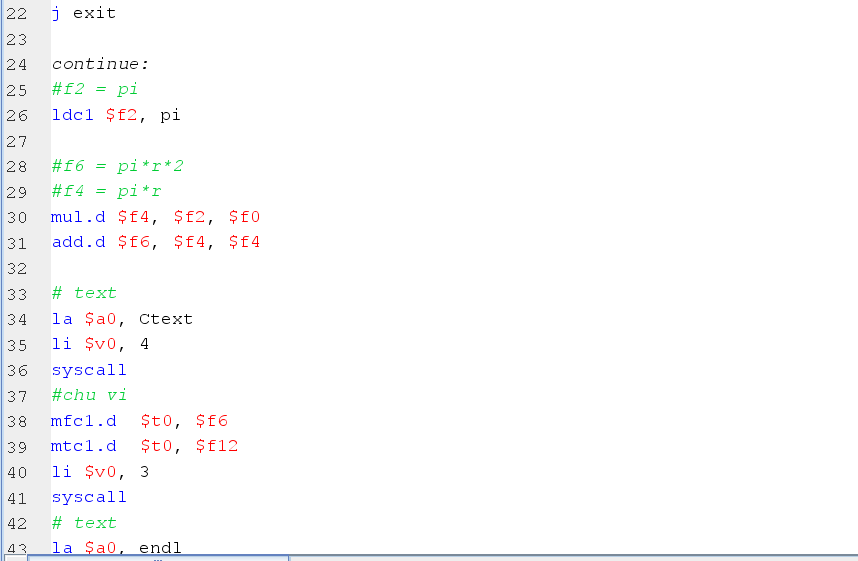 22 j exit
23
24 continue:
25 #f2 = pi
26 ldc1 $f2, pi
27
28 #f6 = pi*r*2
29 #f4 = pi*r
30 mul.d $f4, $f2, $f0
31 add.d $f6, $f4, $f4
32
33 # text
34 la $a0, Ctext
35 li $v0, 4
36 syscall
37 #chu vi
38 mfc1.d  $t0, $f6
39 mtc1.d  $t0, $f12
40 li $v0, 3
41 syscall
42 # text
43 la $a0, endl